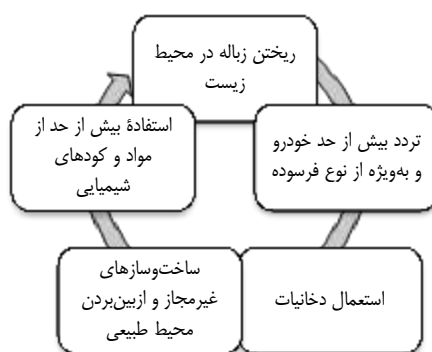 ریختن زباله در محیط
زیست
تردد بیش از حد خودرو
و به‌ویژه از نوع فرسوده
استعمال دخانیات
ساخت‌وسازهای
غیرمجاز و ازبین‌بردن
محیط طبیعی
استفادهٔ بیش از حد از
مواد و کودهای
شیمیایی